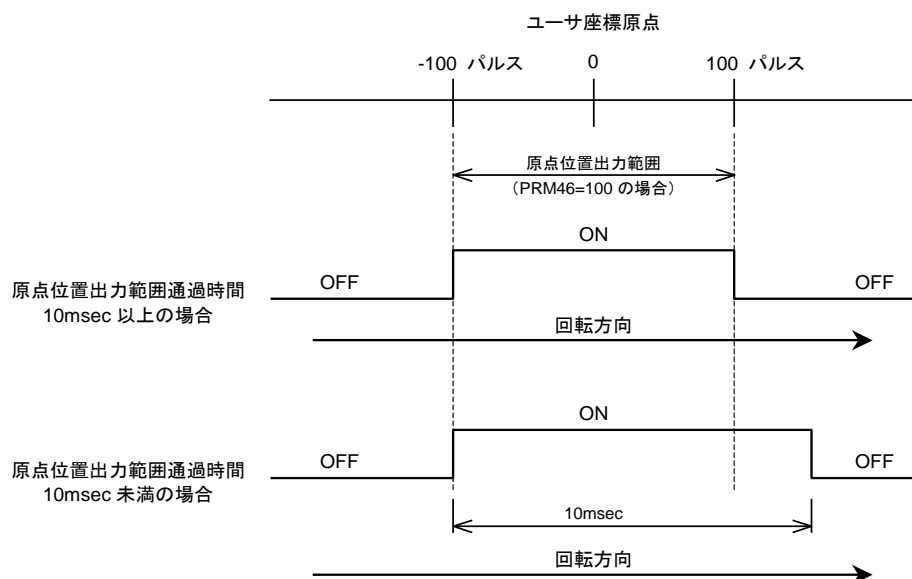 ユーザ座標原点
-100 パルス
0
100 パルス
原点位置出力範囲
（PRM46=100 の場合）
ON
OFF
OFF
原点位置出力範囲通過時間
10msec 以上の場合
回転方向
ON
OFF
OFF
原点位置出力範囲通過時間
10msec 未満の場合
10msec
回転方向